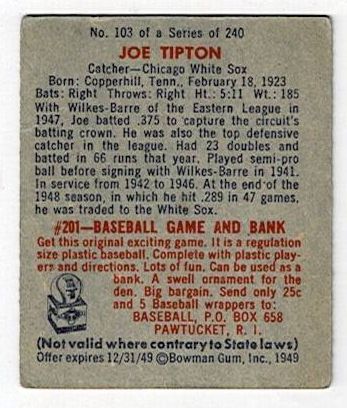 No. 103 of a Series of 240
JOE TIPTON
Catcher—Chicago White Sox
Born: Copperhill, Tenn., February 18, 1923
Bats: Right Throws: Right Ht.: 5:11 Wt.: 185
With Wilkes-Barre of the Eastern League in
1947, Joe batted .375 to capture the circuit's
batting crown. He was also the top defensive
catcher in the league. Had 23 doubles and
batted in 66 runs that year. Played semi-pro
ball before signing with Wilkes-Barre in 1941.
In service from 1942 to 1946. At the end of the
1948 season, in which he hit .289 in 47 games,
he was traded to the White Sox.
#201—BASEBALL GAME AND BANK
Get this original exciting game. It is a regulation
size plastic baseball. Complete with plastic play-
ers and directions. Lots of fun. Can be used as a
bank. A swell ornament for the
den. Big bargain. Send only 25c
and 5 Baseball wrappers to:
BASEBALL, P.O. BOX 658
PAWTUCKET, R. I.
(Not valid where contrary to State laws)
Offer expires 12/31/49 ©Bowman Gum, Inc., 1949